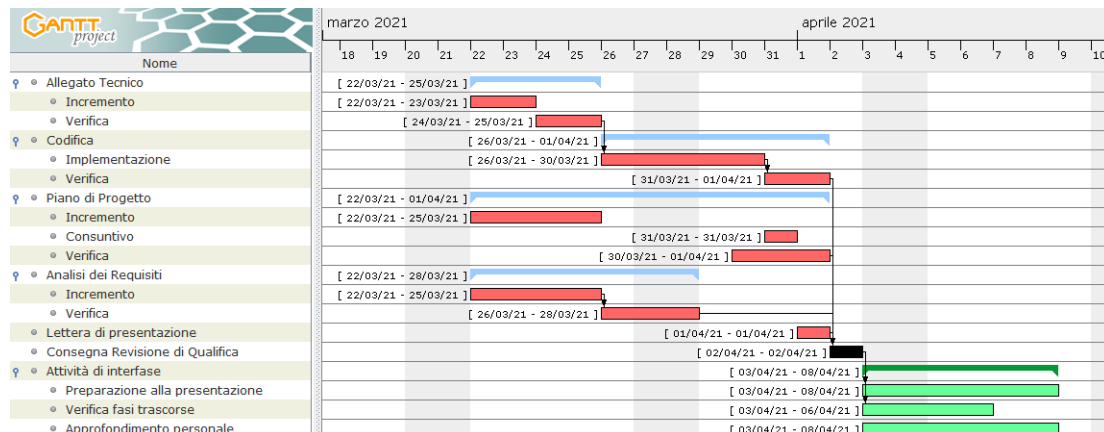 GANTT project
marzo 2021 aprile 2021
18 19 20 21 22 23 24 25 26 27 28 29 30 31 1 2 3 4 5 6 7 8 9 10
Nome
Allegato Tecnico [ 22/03/21 - 25/03/21 ]
Incremento [ 22/03/21 - 23/03/21 ]
Verifica [ 24/03/21 - 25/03/21 ]
Codifica [ 26/03/21 - 01/04/21 ]
Implementazione [ 26/03/21 - 30/03/21 ]
Verifica [ 31/03/21 - 01/04/21 ]
Piano di Progetto [ 22/03/21 - 01/04/21 ]
Incremento [ 22/03/21 - 25/03/21 ]
Consuntivo [ 31/03/21 - 31/03/21 ]
Verifica [ 30/03/21 - 01/04/21 ]
Analisi dei Requisiti [ 22/03/21 - 28/03/21 ]
Incremento [ 22/03/21 - 25/03/21 ]
Verifica [ 26/03/21 - 28/03/21 ]
Lettera di presentazione [ 01/04/21 - 01/04/21 ]
Consegna Revisione di Qualifica [ 02/04/21 - 02/04/21 ]
Attività di interfase [ 03/04/21 - 08/04/21 ]
Preparazione alla presentazione [ 03/04/21 - 08/04/21 ]
Verifica fasi trascorse [ 03/04/21 - 06/04/21 ]
Approfondimento personale [ 03/04/21 - 08/04/21 ]